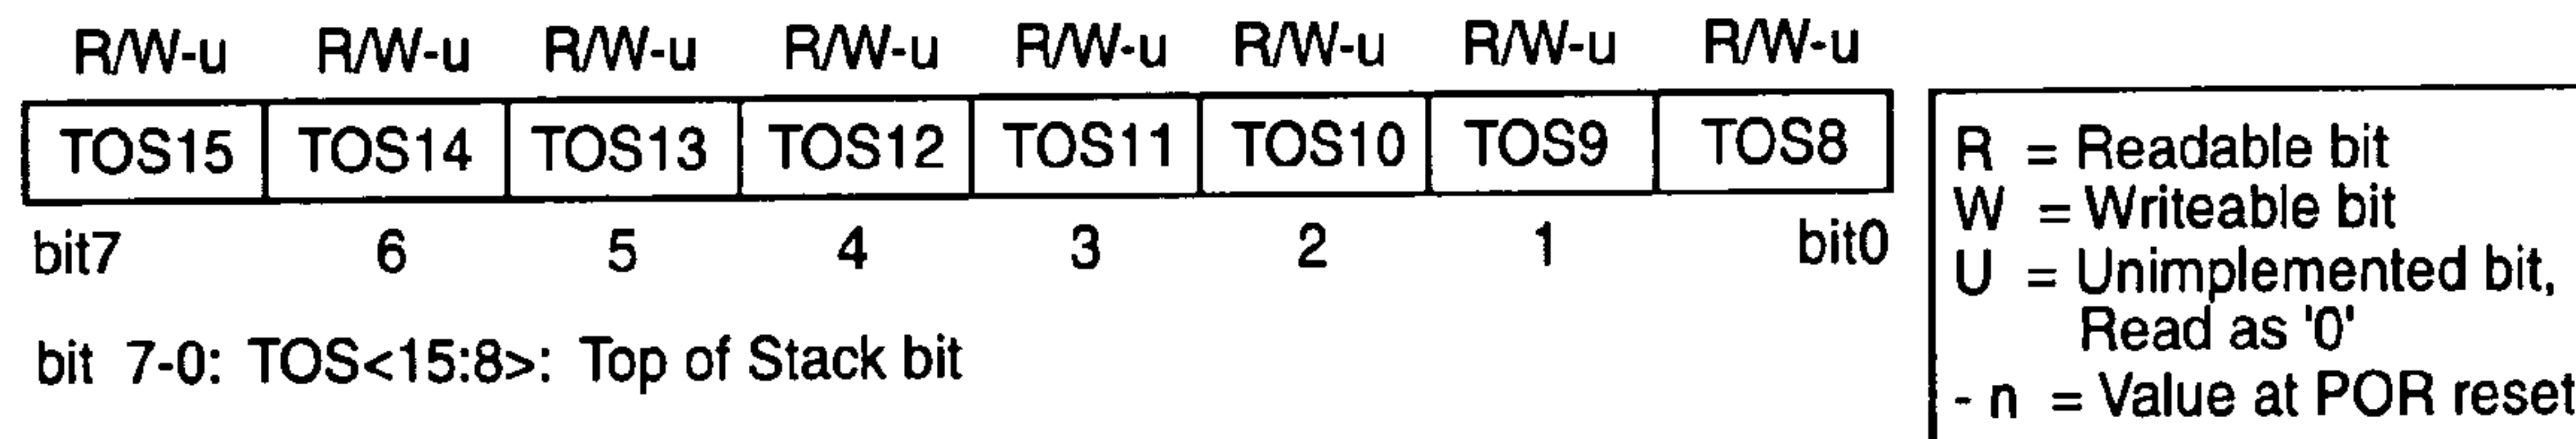 R/W-u R/W-u R/W-u R/W-u R/W-u R/W-u R/W-u R/W-u
TOS15 TOS14 TOS13 TOS12 TOS11 TOS10 TOS9 TOS8
bit7 6 5 4 3 2 1 bit0
bit 7-0: TOS<15:8>: Top of Stack bit
R = Readable bit
W = Writeable bit
U = Unimplemented bit,
Read as '0'
- n = Value at POR reset